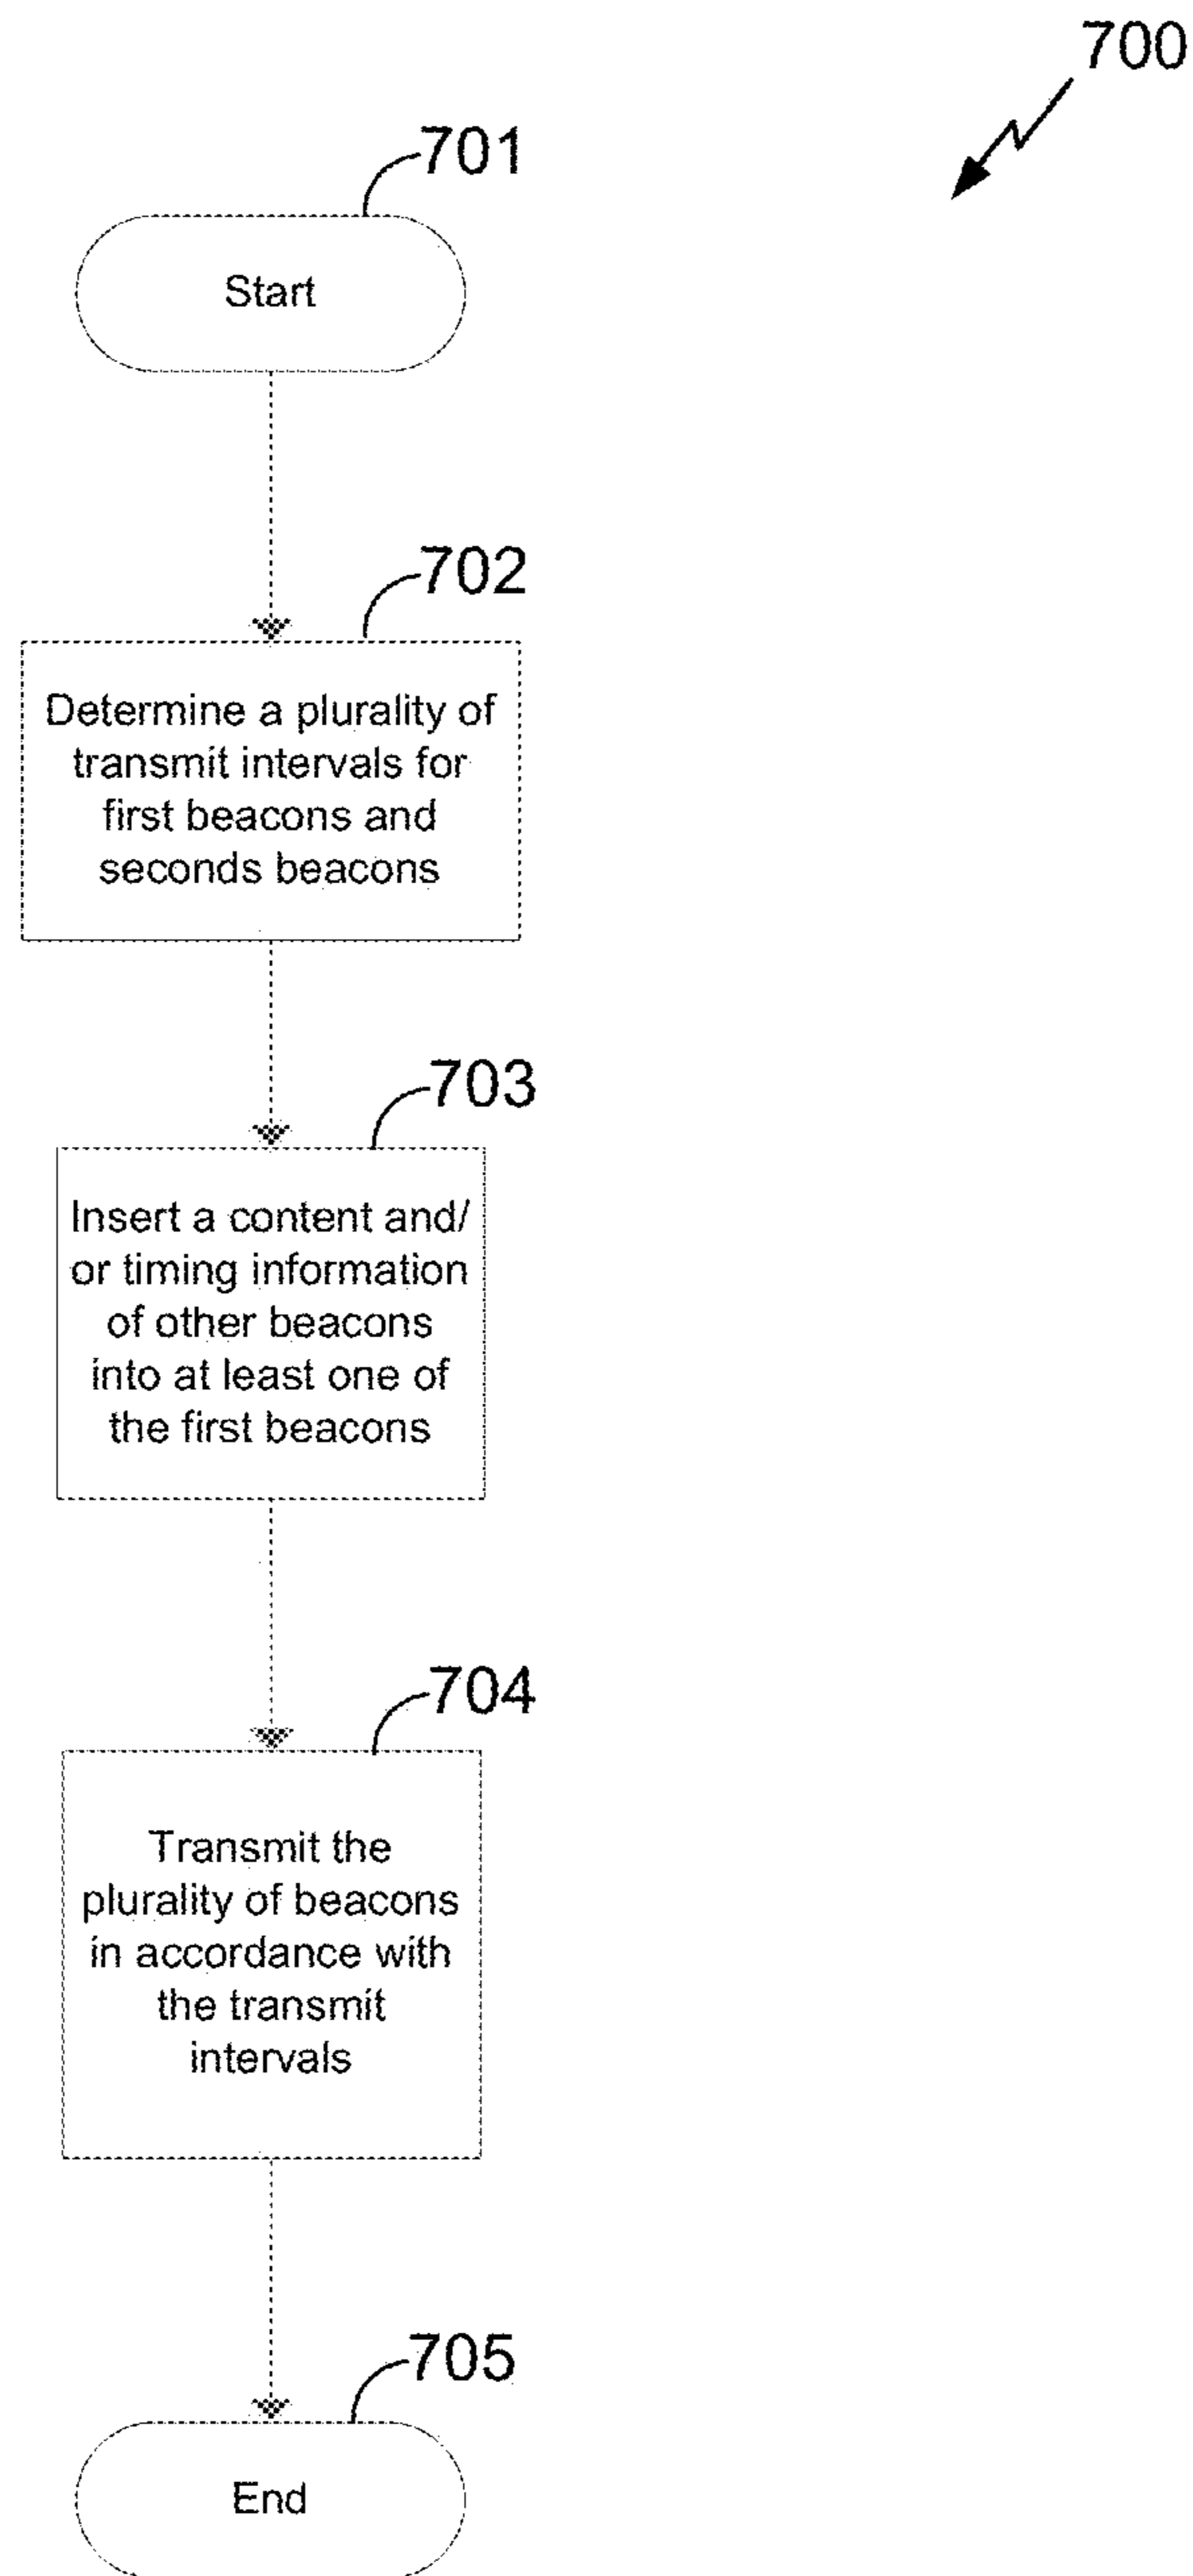 700
701
Start
702
Determine a plurality of
transmit intervals for
first beacons and
seconds beacons
703
Insert a content and/
or timing information
of other beacons
into at least one of
the first beacons
704
Transmit the
plurality of beacons
in accordance with
the transmit
intervals
705
End